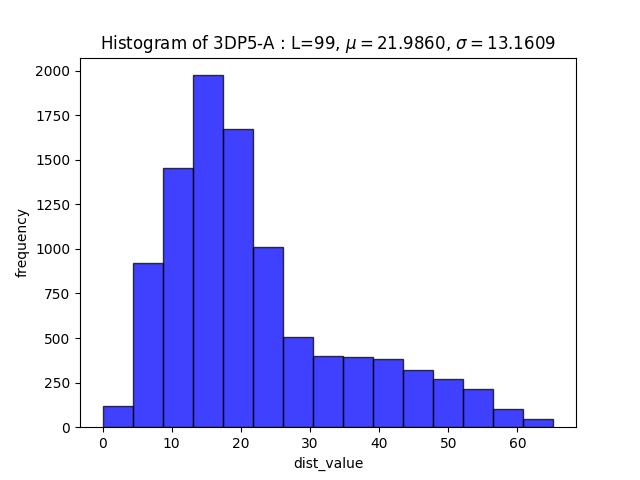 Histogram of 3DP5-A : L=99, μ = 21.9860, σ = 13.1609
2000
1750
1500
1250
1000
750
500
250
0
frequency
0 10 20 30 40 50 60
dist_value